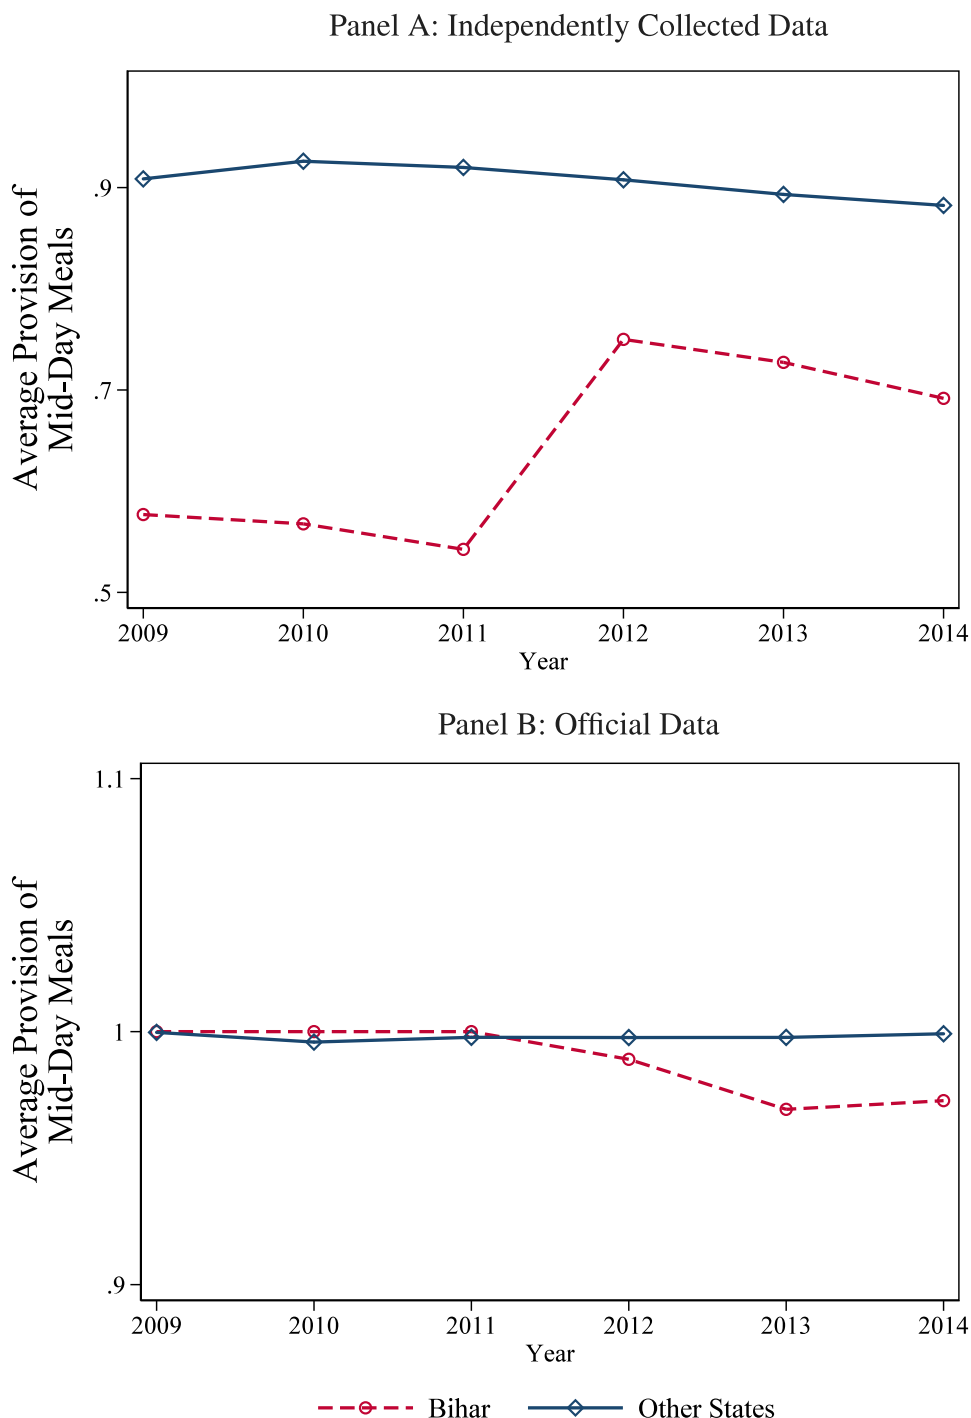 Panel A: Independently Collected Data
Average Provision of
Mid-Day Meals
.9
.7
.5
2009 2010 2011 2012 2013 2014
Year
Panel B: Official Data
Average Provision of
Mid-Day Meals
1.1
1
.9
2009 2010 2011 2012 2013 2014
Year
Bihar Other States